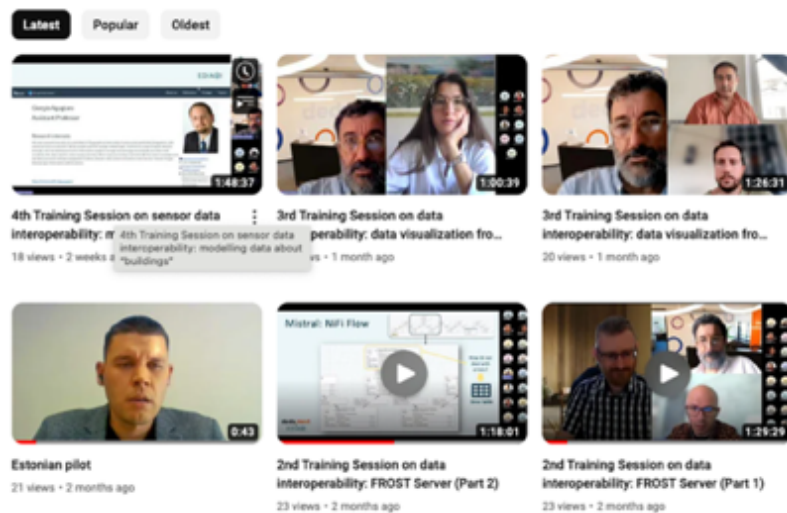 Latest Popular Oldest
1:48:37
1:00:39
1:26:31
4th Training Session on sensor data
interoperability: m
18 views • 2 weeks a
4th Training Session on sensor data
interoperability: modelling data about
"buildings"
3rd Training Session on data
perability: data visualization fro...
ws • 1 month ago
3rd Training Session on data
interoperability: data visualization fro...
20 views • 1 month ago
0:43
Mistral: NiFi Flow
1:18:01
1:29:29
Estonian pilot
21 views • 2 months ago
2nd Training Session on data
interoperability: FROST Server (Part 2)
23 views • 2 months ago
2nd Training Session on data
interoperability: FROST Server (Part 1)
23 views • 2 months ago